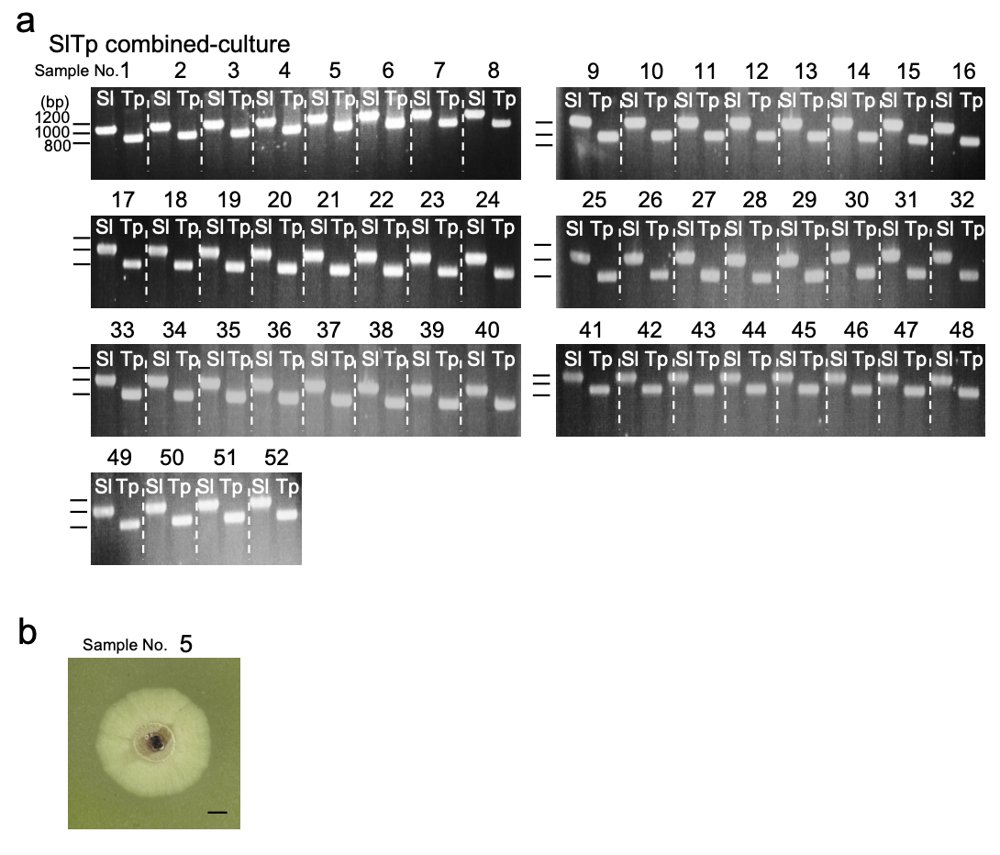 a
SlTp combined-culture
Sample No. 1 2 3 4 5 6 7 8 9 10 11 12 13 14 15 16
(bp) Sl Tp Sl Tp Sl Tp Sl Tp Sl Tp Sl Tp Sl Tp Sl Tp Sl Tp Sl Tp Sl Tp Sl Tp Sl Tp Sl Tp Sl Tp Sl Tp
1200
1000
800
17 18 19 20 21 22 23 24 25 26 27 28 29 30 31 32
Sl Tp Sl Tp Sl Tp Sl Tp Sl Tp Sl Tp Sl Tp Sl Tp Sl Tp Sl Tp Sl Tp Sl Tp Sl Tp Sl Tp Sl Tp Sl Tp
33 34 35 36 37 38 39 40 41 42 43 44 45 46 47 48
Sl Tp Sl Tp Sl Tp Sl Tp Sl Tp Sl Tp Sl Tp Sl Tp Sl Tp Sl Tp Sl Tp Sl Tp Sl Tp Sl Tp Sl Tp Sl Tp
49 50 51 52
Sl Tp Sl Tp Sl Tp Sl Tp
b
Sample No. 5